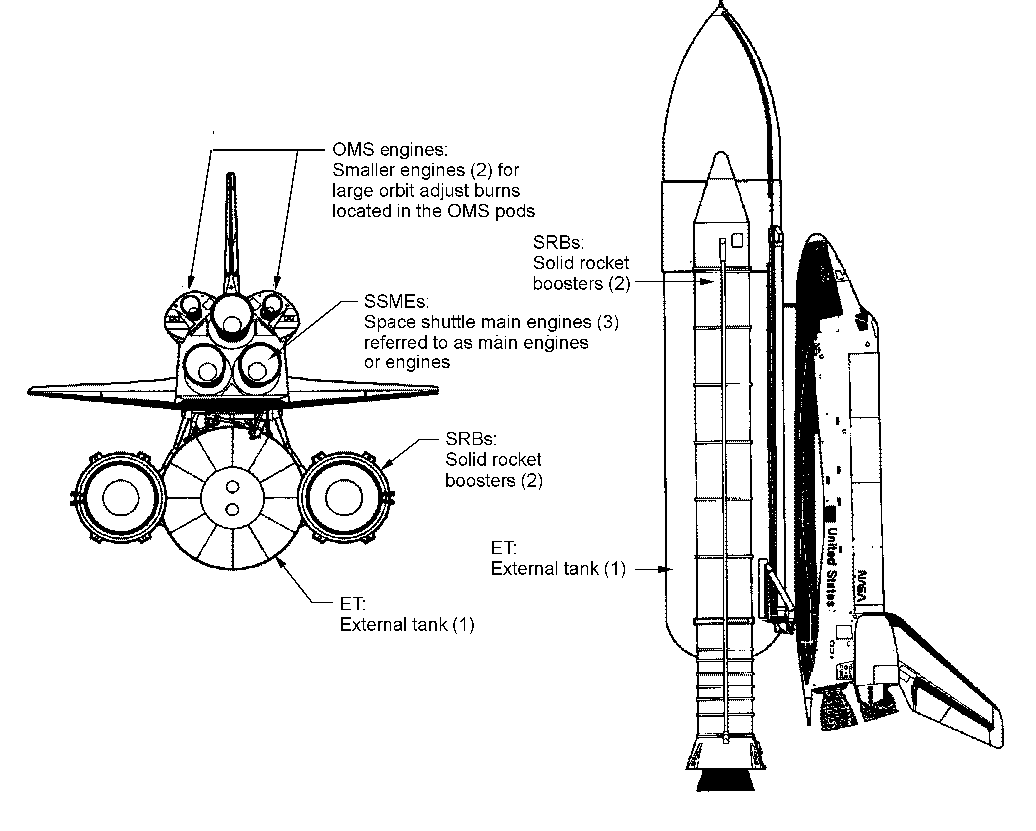 OMS engines:
Smaller engines (2) for
large orbit adjust burns
located in the OMS pods
SSMEs:
Space shuttle main engines (3)
referred to as main engines
or engines
SRBs:
Solid rocket
boosters (2)
ET:
External tank (1)
SRBs:
Solid rocket
boosters (2)
ET:
External tank (1)
United States
NASA